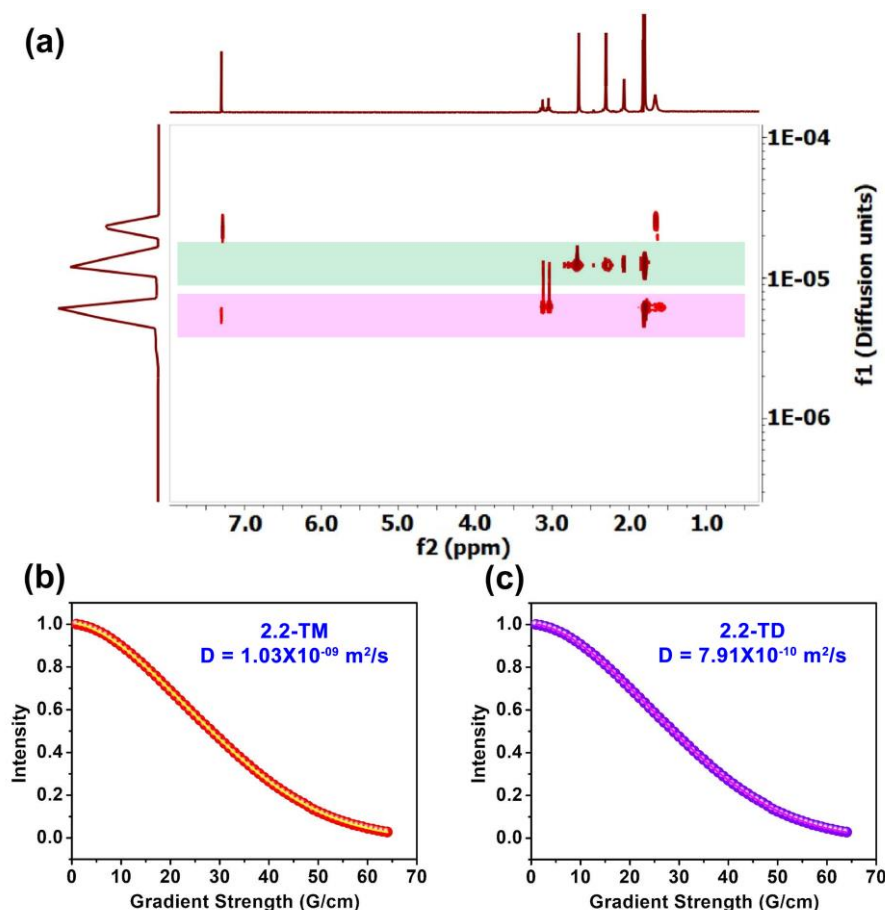 (a)
1E-04
1E-05
1E-06
f1 (Diffusion units)
7.0 6.0 5.0 4.0 3.0 2.0 1.0
f2 (ppm)
(b)
2.2-TM
D = 1.03X10⁻⁰⁹ m²/s
1.0
0.8
0.6
0.4
0.2
0.0
Intensity
0 10 20 30 40 50 60 70
Gradient Strength (G/cm)
(c)
2.2-TD
D = 7.91X10⁻¹⁰ m²/s
1.0
0.8
0.6
0.4
0.2
0.0
Intensity
0 10 20 30 40 50 60 70
Gradient Strength (G/cm)